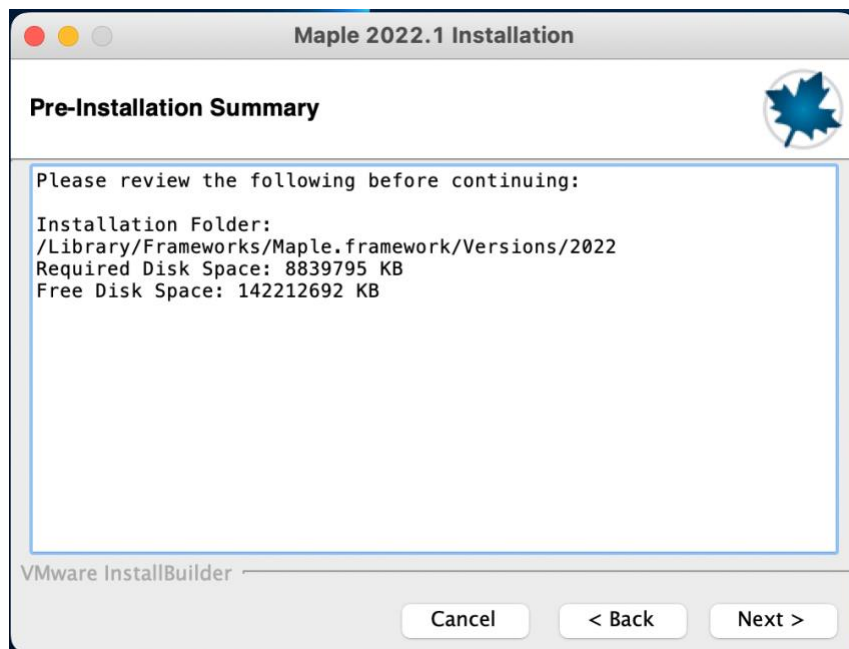 Maple 2022.1 Installation
Pre-Installation Summary
Please review the following before continuing:
Installation Folder:
/Library/Frameworks/Maple.framework/Versions/2022
Required Disk Space: 8839795 KB
Free Disk Space: 142212692 KB
VMware InstallBuilder
Cancel
< Back
Next >